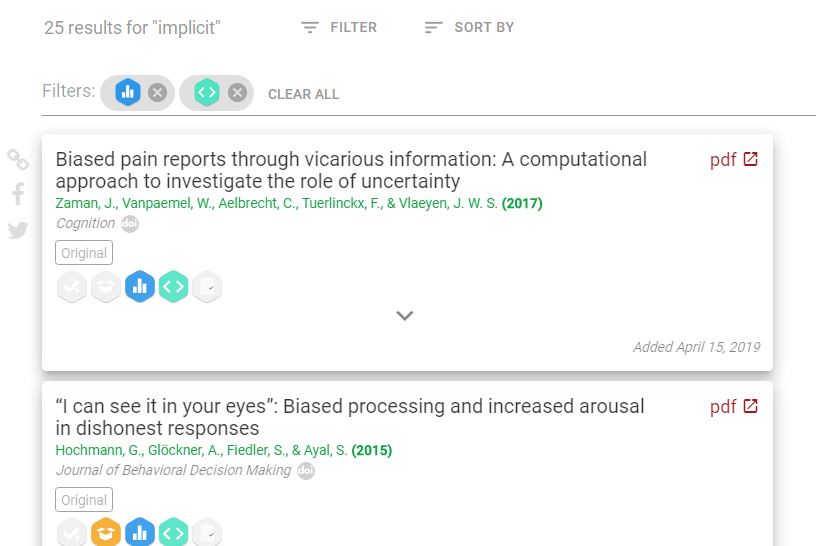 25 results for "implicit"
FILTER
SORT BY
Filters:
CLEAR ALL
Biased pain reports through vicarious information: A computational
approach to investigate the role of uncertainty
pdf
Zaman, J., Vanpaemel, W., Aelbrecht, C., Tuerlinckx, F., & Vlaeyen, J. W. S. (2017)
Cognition doi
Original
Added April 15, 2019
“I can see it in your eyes”: Biased processing and increased arousal
in dishonest responses
pdf
Hochmann, G., Glöckner, A., Fiedler, S., & Ayal, S. (2015)
Journal of Behavioral Decision Making doi
Original